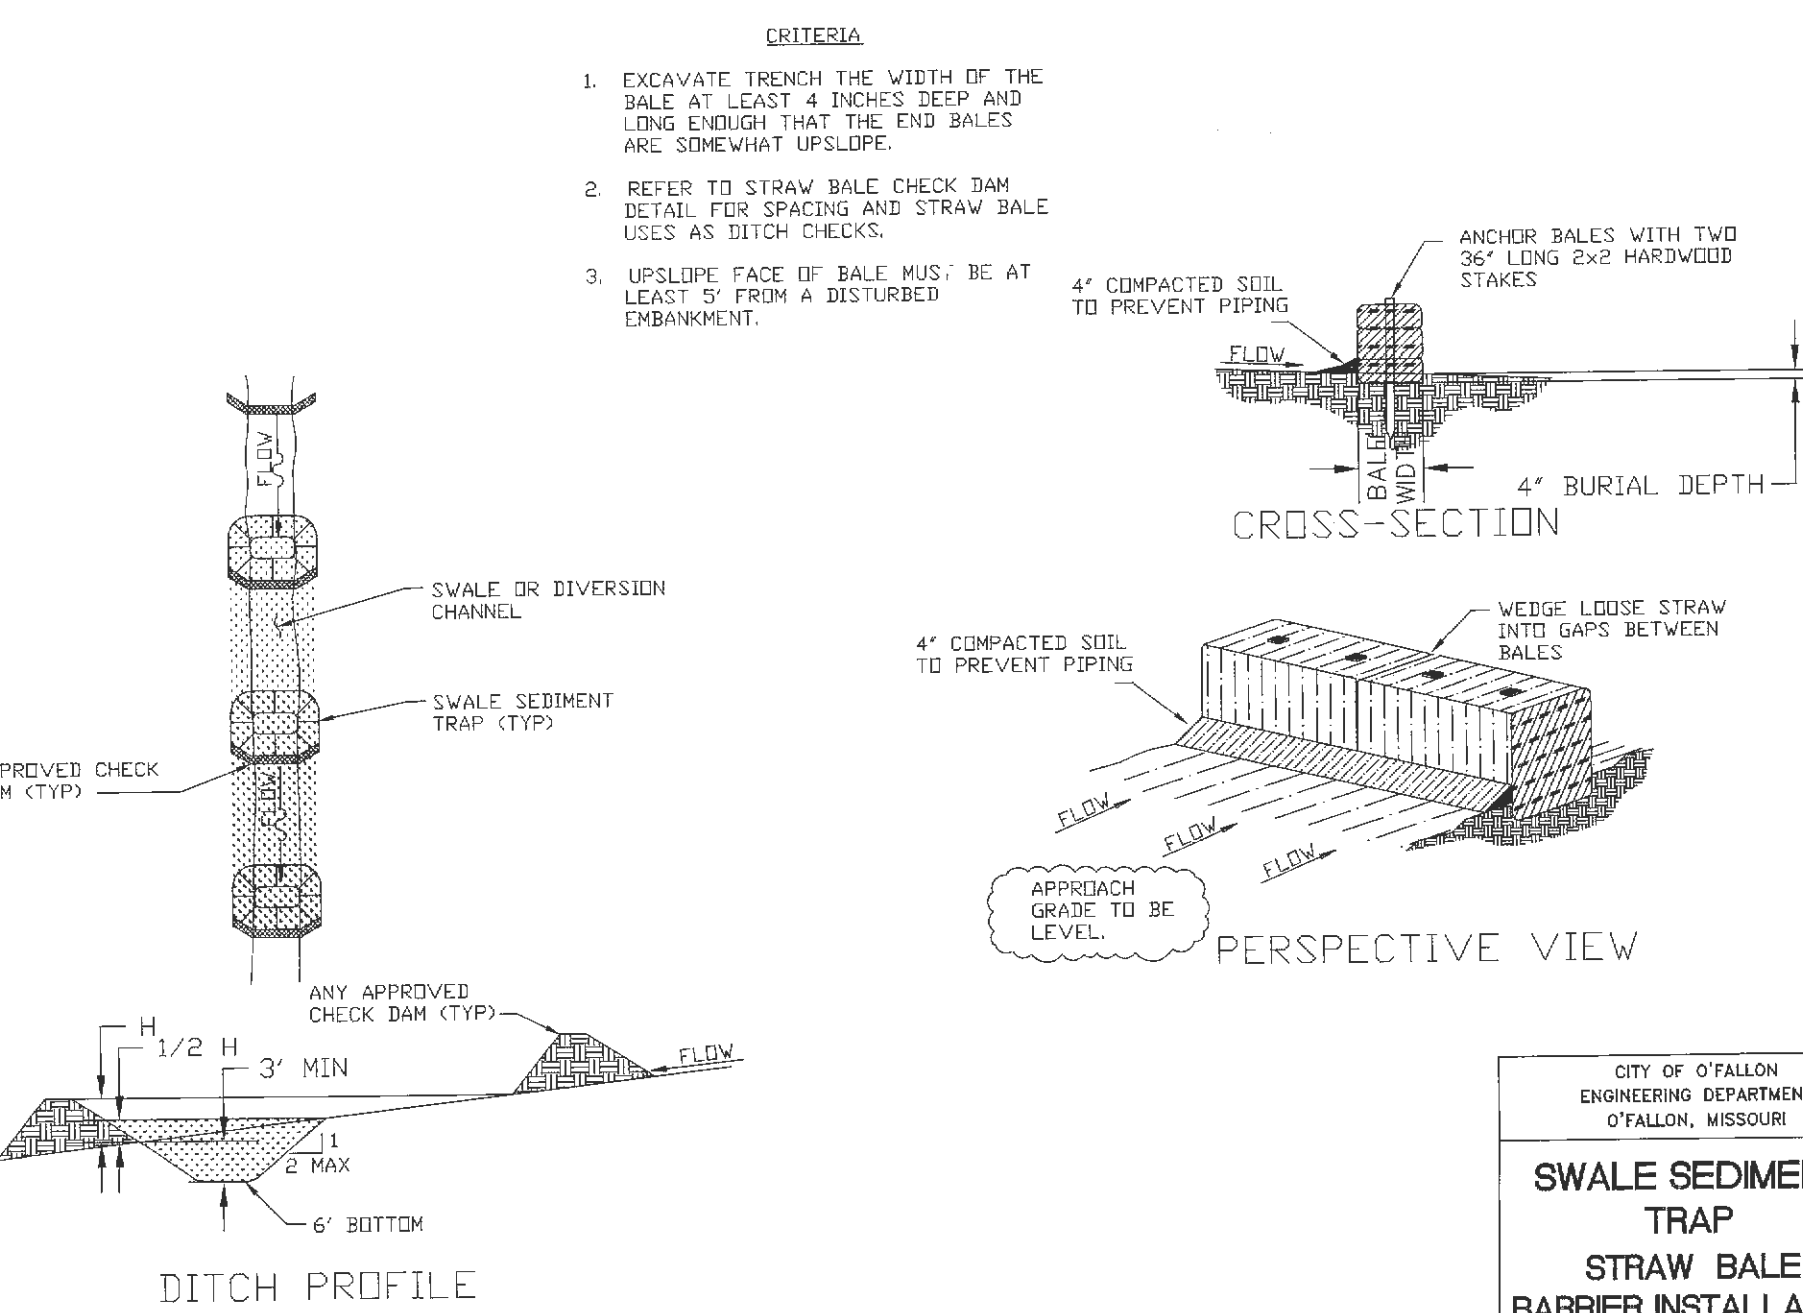 CRITERIA
1. EXCAVATE TRENCH THE WIDTH OF THE
BALE AT LEAST 4 INCHES DEEP AND
LONG ENOUGH THAT THE END BALES
ARE SOMEWHAT UPSLOPE.
2. REFER TO STRAW BALE CHECK DAM
DETAIL FOR SPACING AND STRAW BALE
USES AS DITCH CHECKS.
3. UPSLOPE FACE OF BALE MUST BE AT
LEAST 5' FROM A DISTURBED
EMBANKMENT.
ANCHOR BALES WITH TWO
36" LONG 2x2 HARDWOOD
STAKES
4" COMPACTED SOIL
TO PREVENT PIPING
FLOW
BALE
WIDTH
4" BURIAL DEPTH
CROSS-SECTION
FLOW
SWALE OR DIVERSION
CHANNEL
SWALE SEDIMENT
TRAP (TYP)
PROVED CHECK
M (TYP)
FLOW
WEDGE LOOSE STRAW
INTO GAPS BETWEEN
BALES
4" COMPACTED SOIL
TO PREVENT PIPING
FLOW
FLOW
FLOW
APPROACH
GRADE TO BE
LEVEL.
PERSPECTIVE VIEW
ANY APPROVED
CHECK DAM (TYP)
FLOW
H
1/2 H
3' MIN
1
2 MAX
6' BOTTOM
DITCH PROFILE
CITY OF O'FALLON
ENGINEERING DEPARTMEN
O'FALLON, MISSOURI
SWALE SEDIME
TRAP
STRAW BALE
BARRIER INSTALLA